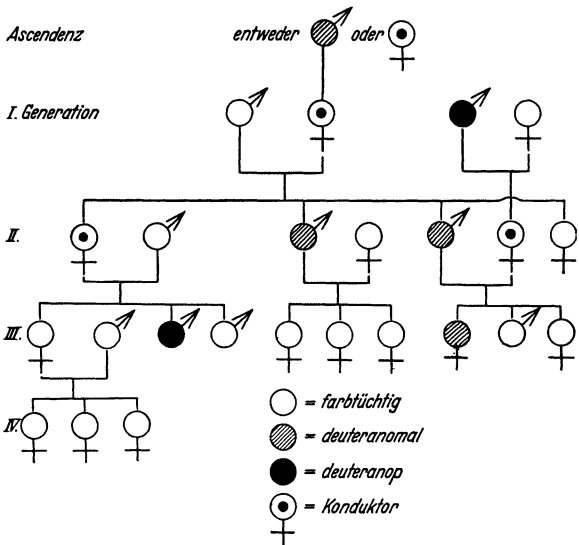 Ascendenz entweder oder
I. Generation
II.
III.
IV.
= farbtüchtig
= deuteranomal
= deuteranop
= Konduktor